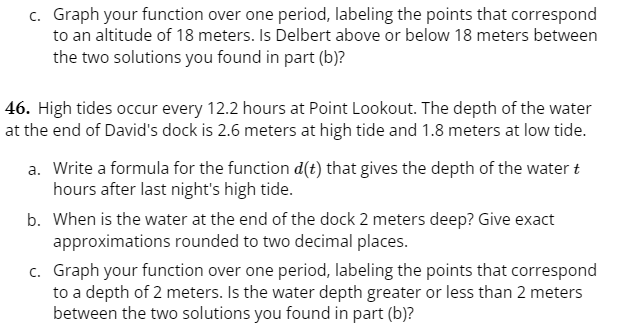 c. Graph your function over one period, labeling the points that correspond
to an altitude of 18 meters. Is Delbert above or below 18 meters between
the two solutions you found in part (b)?
46. High tides occur every 12.2 hours at Point Lookout. The depth of the water
at the end of David's dock is 2.6 meters at high tide and 1.8 meters at low tide.
a. Write a formula for the function d(t) that gives the depth of the water t
hours after last night's high tide.
b. When is the water at the end of the dock 2 meters deep? Give exact
approximations rounded to two decimal places.
c. Graph your function over one period, labeling the points that correspond
to a depth of 2 meters. Is the water depth greater or less than 2 meters
between the two solutions you found in part (b)?